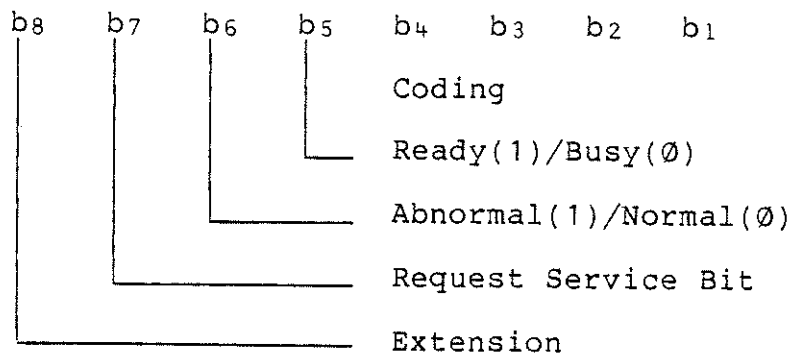 b8 b7 b6 b5 b4 b3 b2 b1
Coding
Ready(1)/Busy(Ø)
Abnormal(1)/Normal(Ø)
Request Service Bit
Extension